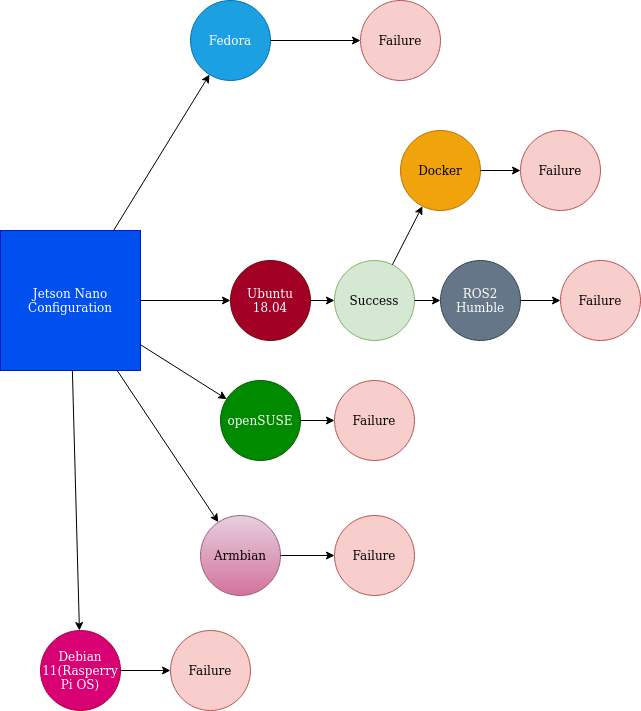 Fedora
Failure
Docker
Failure
Jetson Nano
Configuration
Ubuntu
18.04
Success
ROS2
Humble
Failure
openSUSE
Failure
Armbian
Failure
Debian
11(Rasperry
Pi OS)
Failure